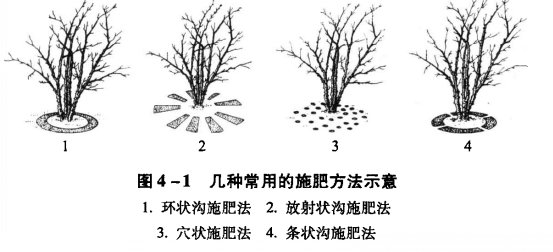 1 2 3 4
图4-1 几种常用的施肥方法示意
1. 环状沟施肥法 2. 放射状沟施肥法
3. 穴状施肥法 4. 条状沟施肥法